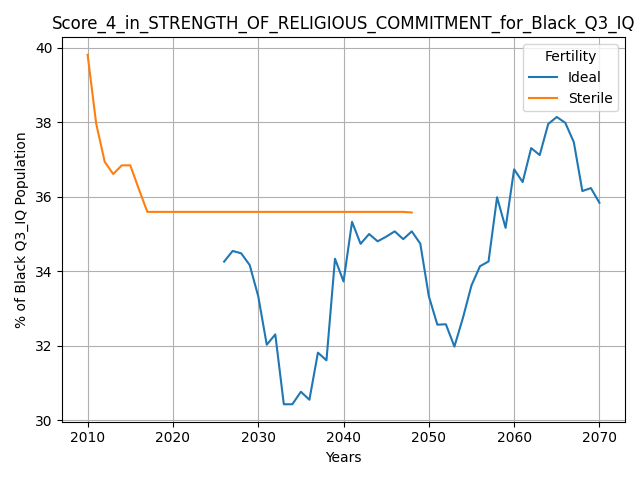 Score_4_in_STRENGTH_OF_RELIGIOUS_COMMITMENT_for_Black_Q3_IQ
Fertility
Ideal
Sterile
% of Black Q3_IQ Population
40
38
36
34
32
30
2010 2020 2030 2040 2050 2060 2070
Years